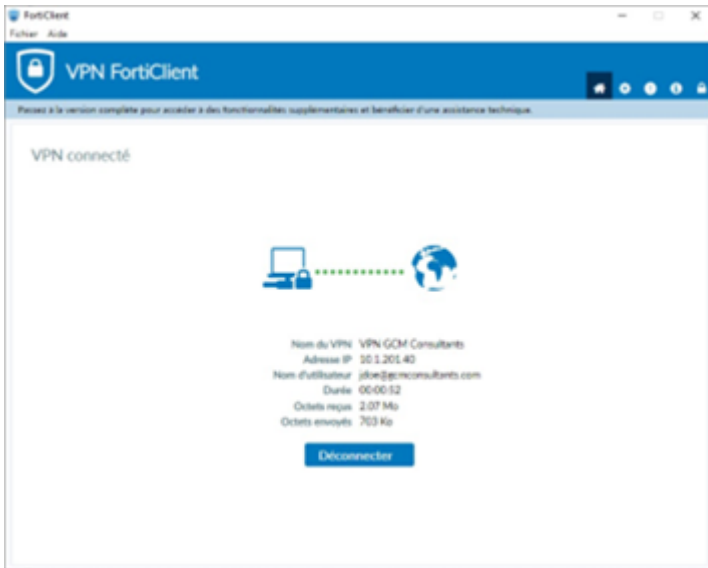 FortiClient
Fichier Aide
VPN FortiClient
Passez à la version complète pour accéder à des fonctionnalités supplémentaires et bénéficier d'une assistance technique.
VPN connecté
Nom du VPN VPN GCM Consultants
Adresse IP 10.1.201.40
Nom d'utilisateur jdoe@gcmconsultants.com
Durée 00:00:52
Octets reçus 2.07 Mo
Octets envoyés 703 Ko
Déconnecter